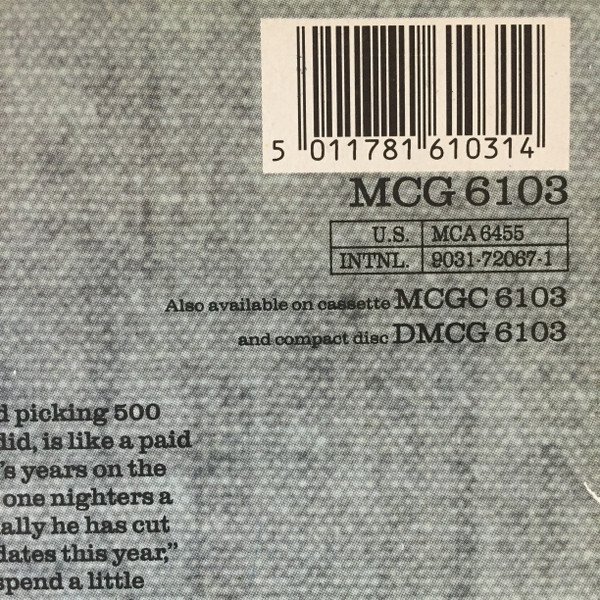 5 011781 610314
MCG 6103
U.S. MCA 6455
INTNL. 9031-72067-1
Also available on cassette MCGC 6103
and compact disc DMCG 6103
d picking 500
did, is like a paid
's years on the
one nighters a
ally he has cut
dates this year,"
spend a little